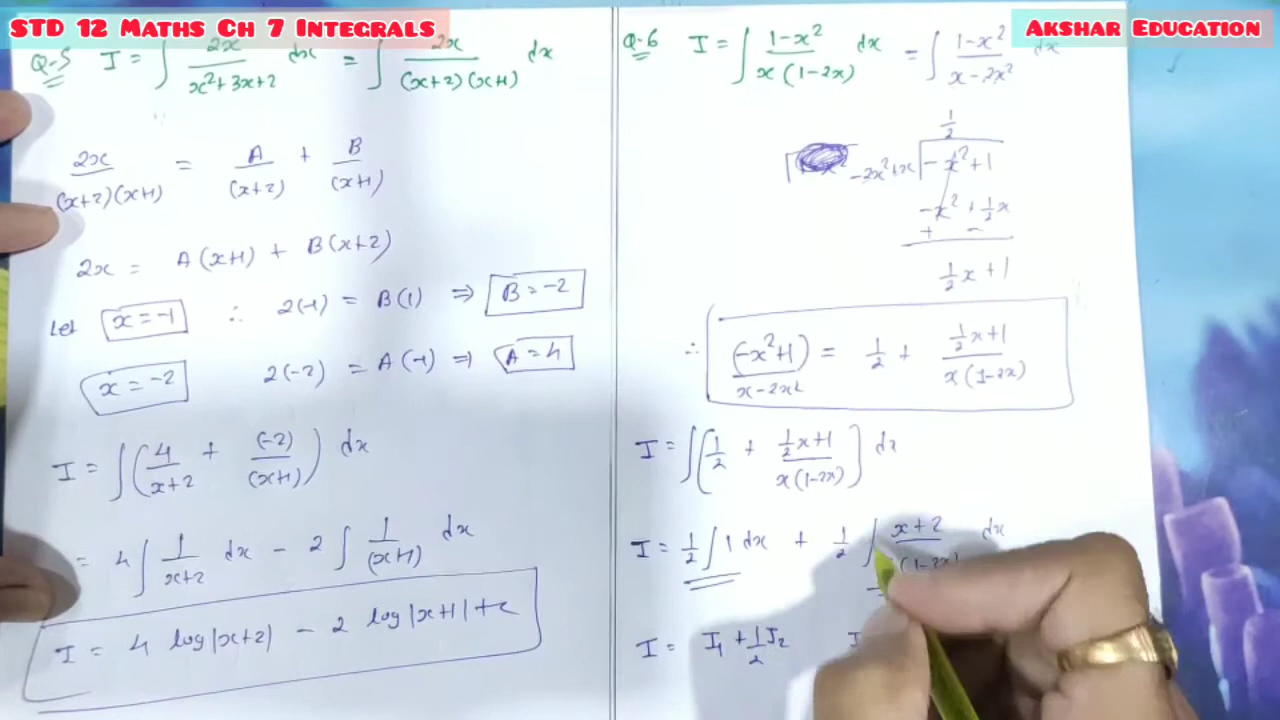 STD 12 Maths Ch 7 Integrals
Akshar Education
Q-5 I = ∫ 2x / (x²+3x+2) dx = ∫ 2x / ((x+2)(x+1)) dx
2x / ((x+2)(x+1)) = A / (x+2) + B / (x+1)
2x = A(x+1) + B(x+2)
Let x=-1 ∴ 2(-1) = B(1) ⇒ B=-2
x=-2 2(-2) = A(-1) ⇒ A=4
I = ∫ (4 / (x+2) + (-2) / (x+1)) dx
= 4 ∫ 1 / (x+2) dx - 2 ∫ 1 / (x+1) dx
I = 4 log|x+2| - 2 log|x+1|+c
Q-6 I = ∫ (1-x²) / (x(1-2x)) dx = ∫ (1-x²) / (x-2x²) dx
1/2
-2x²+x -x²+1
-x² + 1/2 x
+ -
1/2 x + 1
∴ (-x²+1) / (x-2x²) = 1/2 + (1/2 x+1) / (x(1-2x))
I = ∫ (1/2 + (1/2 x+1) / (x(1-2x))) dx
I = 1/2 ∫ 1 dx + 1/2 ∫ (x+2) / (1-2x) dx
I = I₁ + 1/2 I₂